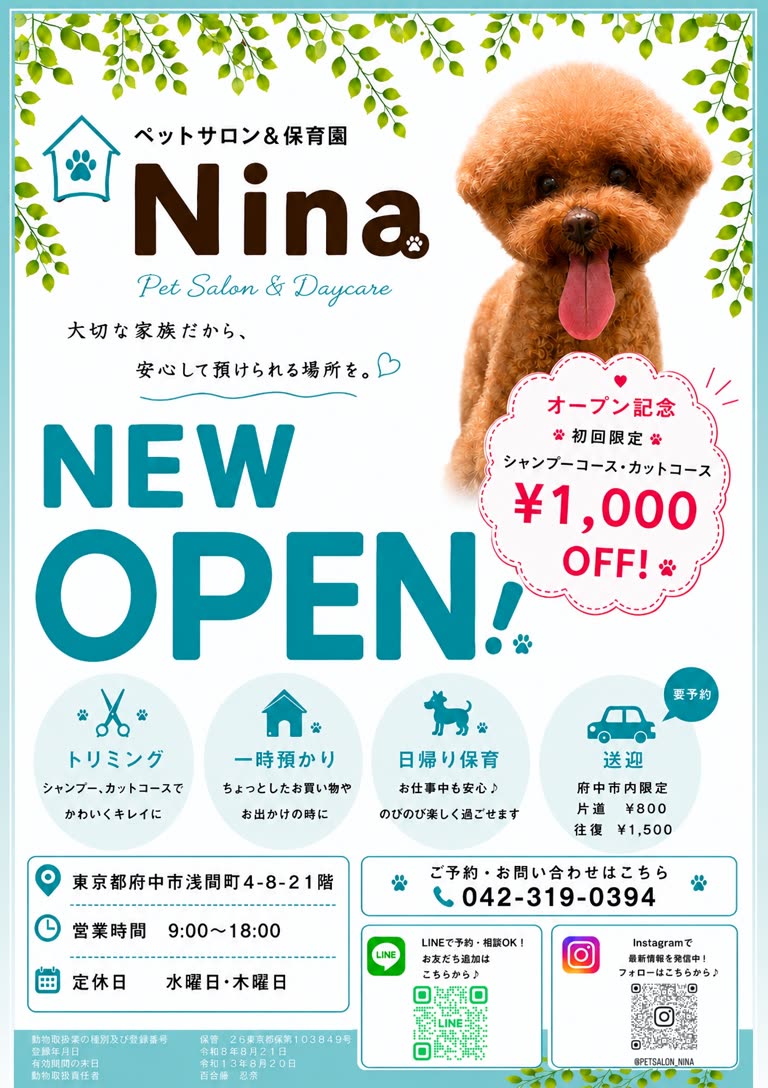 ペットサロン&保育園
Nina
Pet Salon & Daycare
大切な家族だから、
安心して預けられる場所を。
オープン記念
初回限定
シャンプーコース・カットコース
¥1,000
OFF!
NEW
OPEN!
トリミング
シャンプー、カットコースで
かわいくキレイに
一時預かり
ちょっとしたお買い物や
お出かけの時に
日帰り保育
お仕事中も安心♪
のびのび楽しく過ごせます
要予約
送迎
府中市内限定
片道 ¥800
往復 ¥1,500
東京都府中市浅間町4-8-21階
営業時間 9:00〜18:00
定休日 水曜日・木曜日
ご予約・お問い合わせはこちら
042-319-0394
LINE
LINEで予約・相談OK!
お友だち追加は
こちらから♪
LINE
Instagramで
最新情報を発信中!
フォローはこちらから♪
@PETSALON_NINA
動物取扱業の種別及び登録番号 保管 26東京都保第103849号
登録年月日 令和8年8月21日
有効期間の末日 令和13年8月20日
動物取扱責任者 百合藤 忍奈